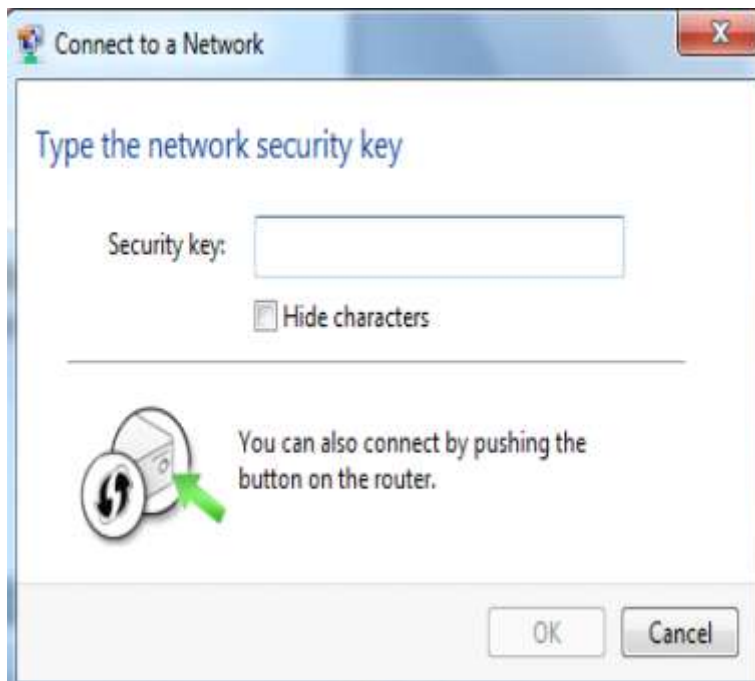 Connect to a Network
X
Type the network security key
Security key:
Hide characters
You can also connect by pushing the
button on the router.
OK
Cancel